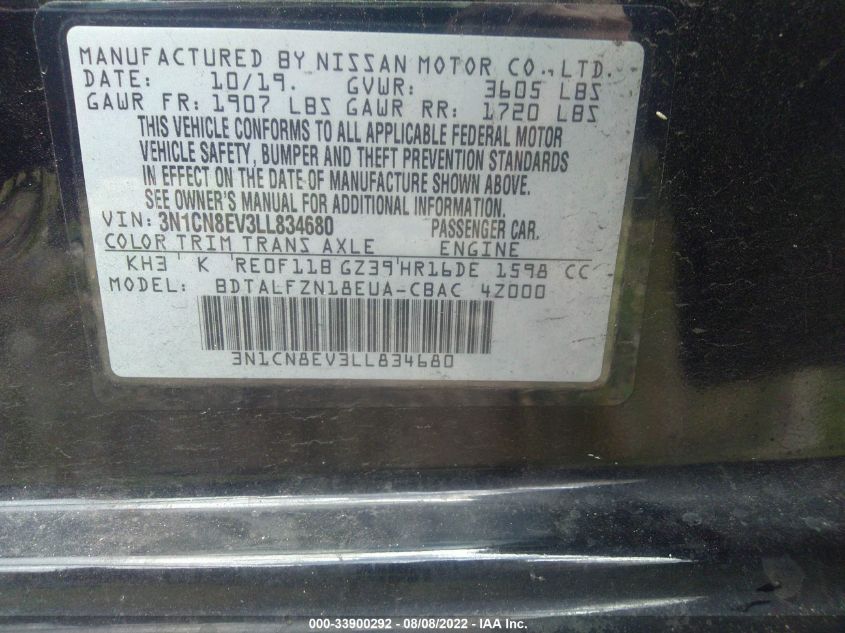 MANUFACTURED BY NISSAN MOTOR CO., LTD.
DATE: 10/19. GVWR: 3605 LBS
GAWR FR: 1907 LBS GAWR RR: 1720 LBS
THIS VEHICLE CONFORMS TO ALL APPLICABLE FEDERAL MOTOR
VEHICLE SAFETY, BUMPER AND THEFT PREVENTION STANDARDS
IN EFFECT ON THE DATE OF MANUFACTURE SHOWN ABOVE.
SEE OWNER'S MANUAL FOR ADDITIONAL INFORMATION.
VIN: 3N1CN8EV3LL834680 PASSENGER CAR.
COLOR TRIM TRANS AXLE ENGINE
KH3 K RE0F11B GZ39 HR16DE 1598 CC
MODEL: BDTALFZN18EUA-CBAC 4Z000
3N1CN8EV3LL834680
000-33900292 - 08/08/2022 - IAA Inc.